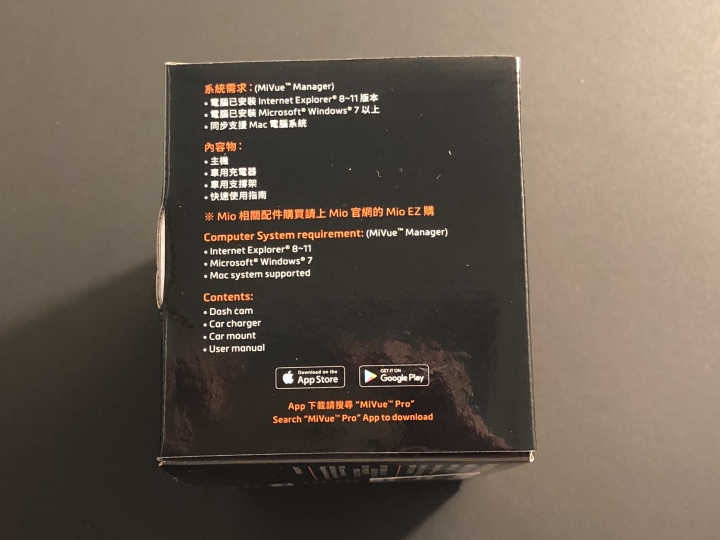 系統需求：(MiVue™ Manager)
• 電腦已安裝 Internet Explorer® 8~11 版本
• 電腦已安裝 Microsoft® Windows® 7 以上
• 同步支援 Mac 電腦系統
內容物：
• 主機
• 車用充電器
• 車用支撐架
• 快速使用指南
※ Mio 相關配件購買請上 Mio 官網的 Mio EZ 購
Computer System requirement: (MiVue™ Manager)
• Internet Explorer® 8~11
• Microsoft® Windows® 7
• Mac system supported
Contents:
• Dash cam
• Car charger
• Car mount
• User manual
Download on the
App Store
GET IT ON
Google Play
App 下載請搜尋 “MiVue™ Pro”
Search “MiVue™ Pro” App to download